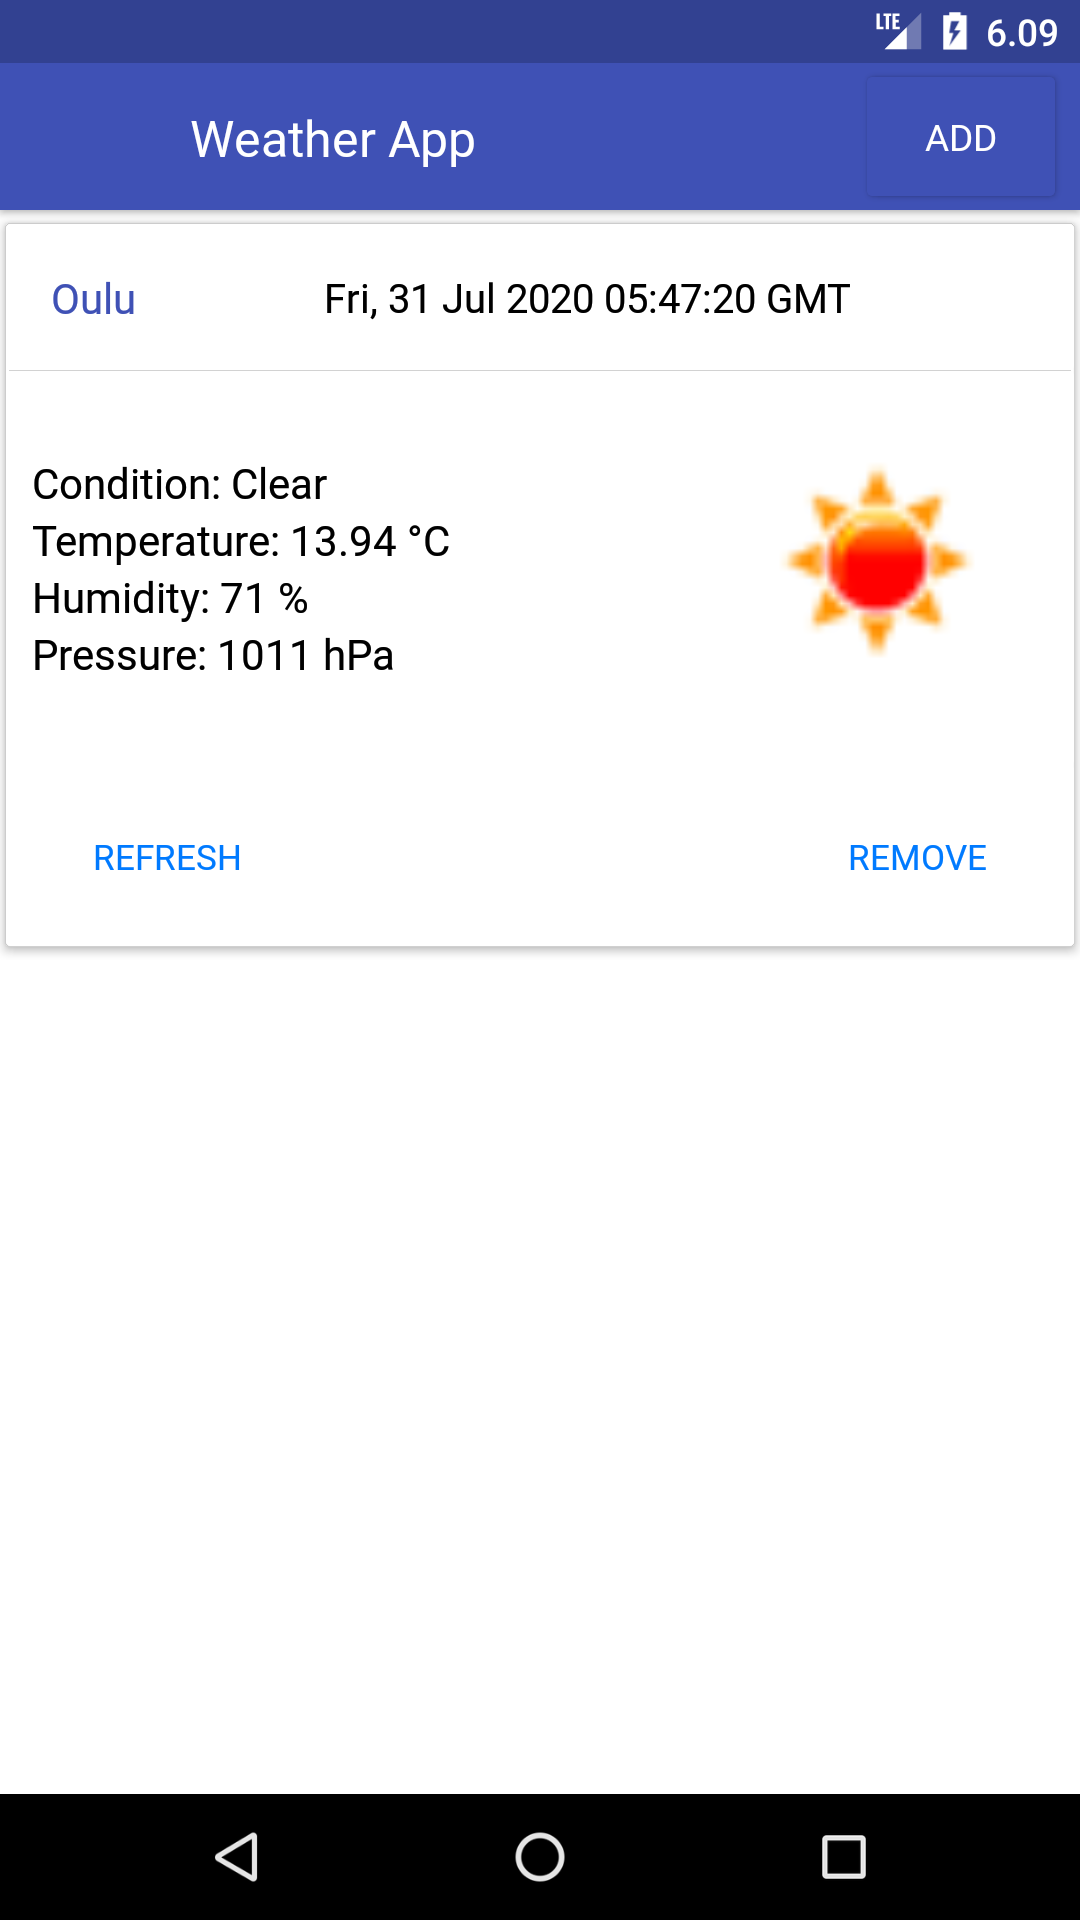 LTE 6.09
Weather App ADD
Oulu Fri, 31 Jul 2020 05:47:20 GMT
Condition: Clear
Temperature: 13.94 °C
Humidity: 71 %
Pressure: 1011 hPa
REFRESH REMOVE